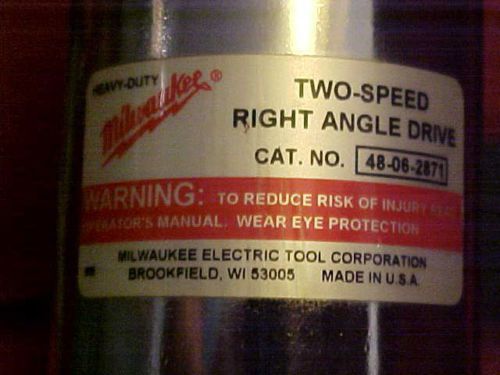 HEAVY-DUTY
Milwaukee®
TWO-SPEED
RIGHT ANGLE DRIVE
CAT. NO. 48-06-2871
WARNING: TO REDUCE RISK OF INJURY
OPERATOR'S MANUAL. WEAR EYE PROTECTION
MILWAUKEE ELECTRIC TOOL CORPORATION
BROOKFIELD, WI 53005 MADE IN U.S.A.